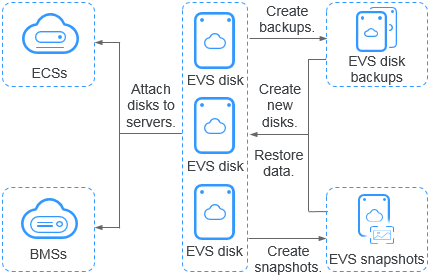 ECSs
Attach
disks to
servers.
BMSs
EVS disk
EVS disk
EVS disk
Create
backups.
Create
new
disks.
Restore
data.
Create
snapshots.
EVS disk
backups
EVS snapshots